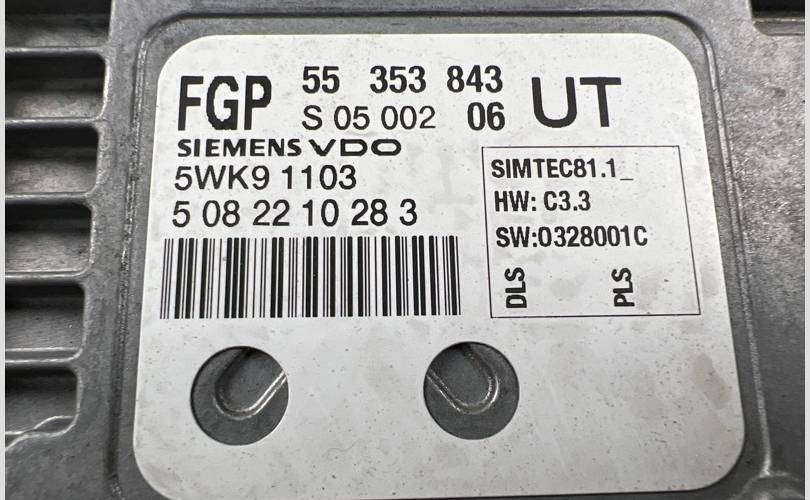 FGP 55 353 843 UT
S 05 002 06
SIEMENS VDO
5WK9 1103
5 08 22 10 28 3
SIMTEC81.1_
HW: C3.3
SW:0328001C
DLS PLS